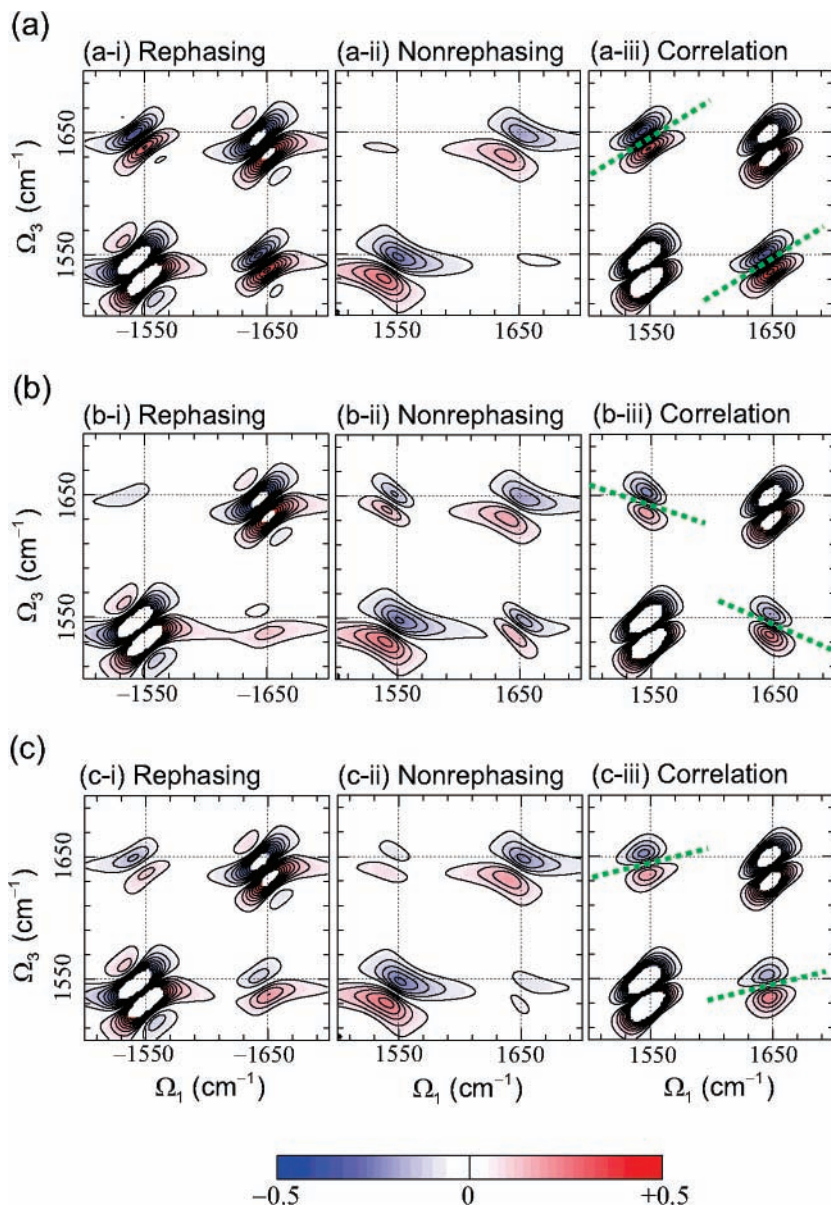 (a)
(a-i) Rephasing (a-ii) Nonrephasing (a-iii) Correlation
1650
1550
Ω3 (cm−1)
−1550 −1650 1550 1650 1550 1650
(b)
(b-i) Rephasing (b-ii) Nonrephasing (b-iii) Correlation
1650
1550
Ω3 (cm−1)
−1550 −1650 1550 1650 1550 1650
(c)
(c-i) Rephasing (c-ii) Nonrephasing (c-iii) Correlation
1650
1550
Ω3 (cm−1)
−1550 −1650 1550 1650 1550 1650
Ω1 (cm−1) Ω1 (cm−1) Ω1 (cm−1)
−0.5 0 +0.5